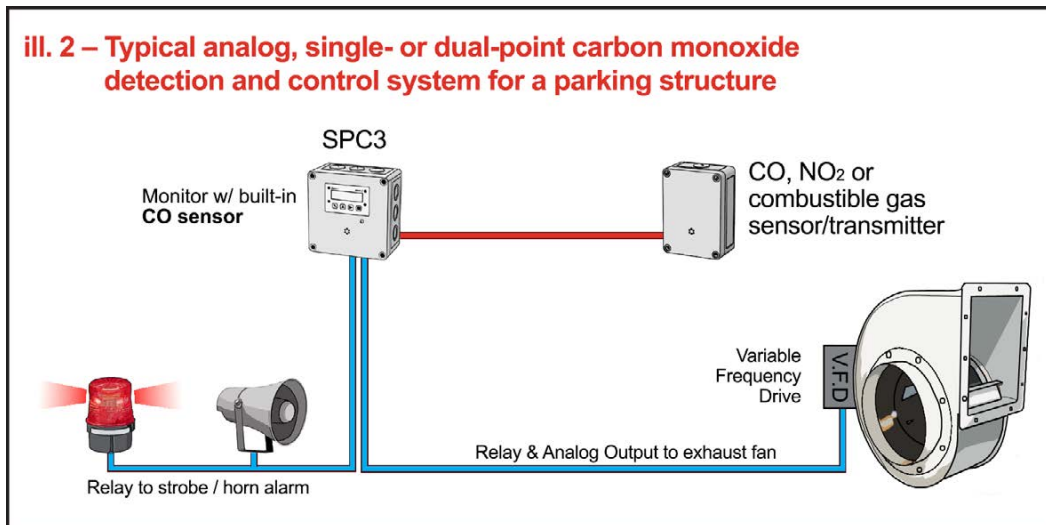 ill. 2 – Typical analog, single- or dual-point carbon monoxide
detection and control system for a parking structure
SPC3
Monitor w/ built-in
CO sensor
CO, NO₂ or
combustible gas
sensor/transmitter
Variable
Frequency
Drive
V.F.D
Relay & Analog Output to exhaust fan
Relay to strobe / horn alarm